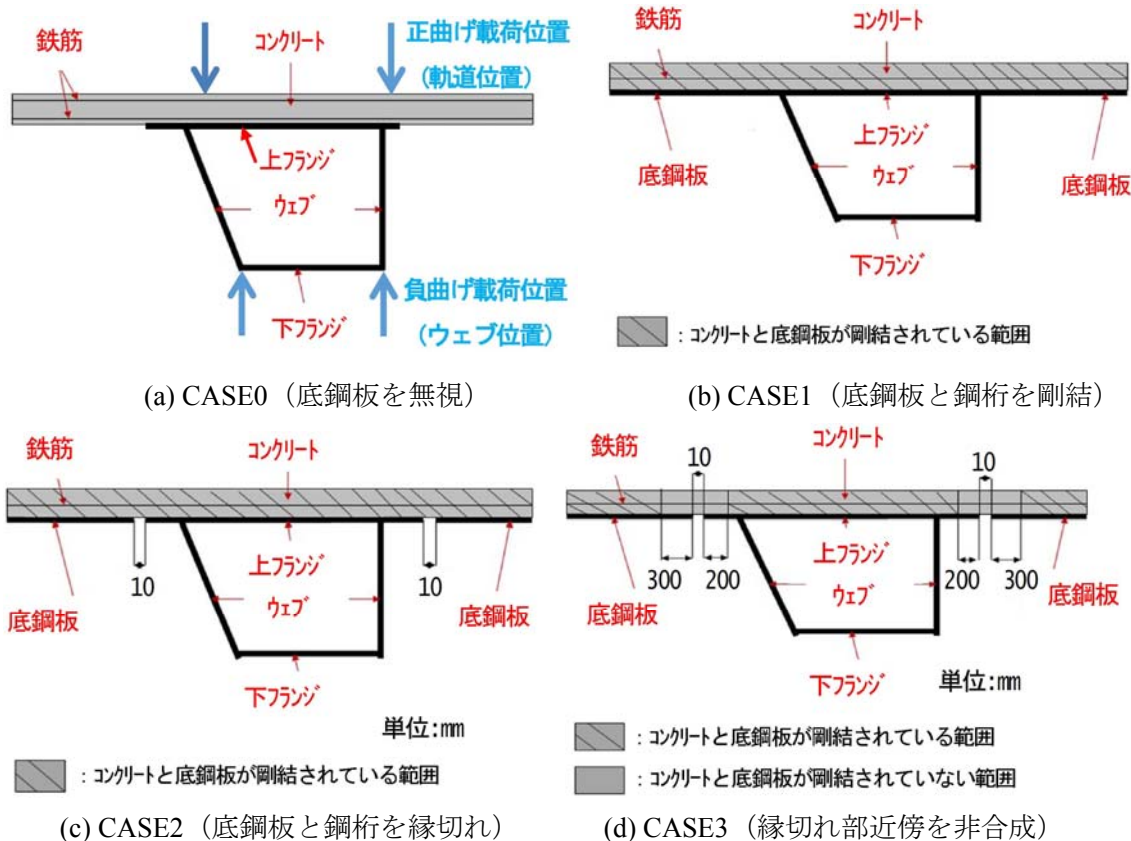 鉄筋
コンクリート
正曲げ載荷位置
(軌道位置)
上フランジ
ウェブ
負曲げ載荷位置
(ウェブ位置)
下フランジ
(a) CASE0（底鋼板を無視）
鉄筋
コンクリート
底鋼板
上フランジ
ウェブ
底鋼板
下フランジ
：コンクリートと底鋼板が剛結されている範囲
(b) CASE1（底鋼板と鋼桁を剛結）
鉄筋
コンクリート
10
上フランジ
10
ウェブ
底鋼板
底鋼板
下フランジ
単位:mm
：コンクリートと底鋼板が剛結されている範囲
(c) CASE2（底鋼板と鋼桁を縁切れ）
鉄筋
コンクリート
10
10
上フランジ
300
200
ウェブ
200
300
底鋼板
底鋼板
下フランジ
単位:mm
：コンクリートと底鋼板が剛結されている範囲
：コンクリートと底鋼板が剛結されていない範囲
(d) CASE3（縁切れ部近傍を非合成）